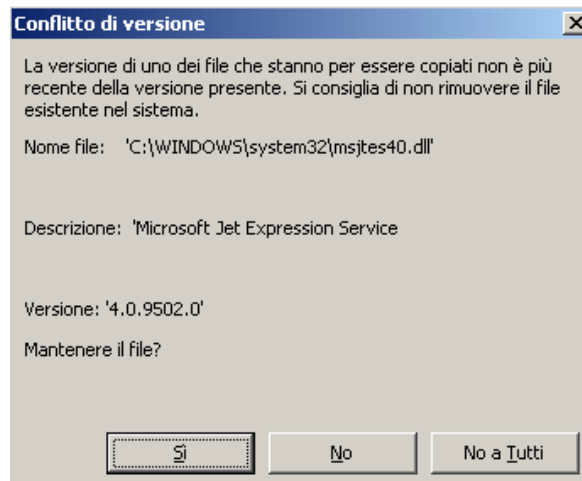 Conflitto di versione
La versione di uno dei file che stanno per essere copiati non è più
recente della versione presente. Si consiglia di non rimuovere il file
esistente nel sistema.
Nome file: 'C:\WINDOWS\system32\msjtes40.dll'
Descrizione: 'Microsoft Jet Expression Service
Versione: '4.0.9502.0'
Mantenere il file?
Sì No No a Tutti